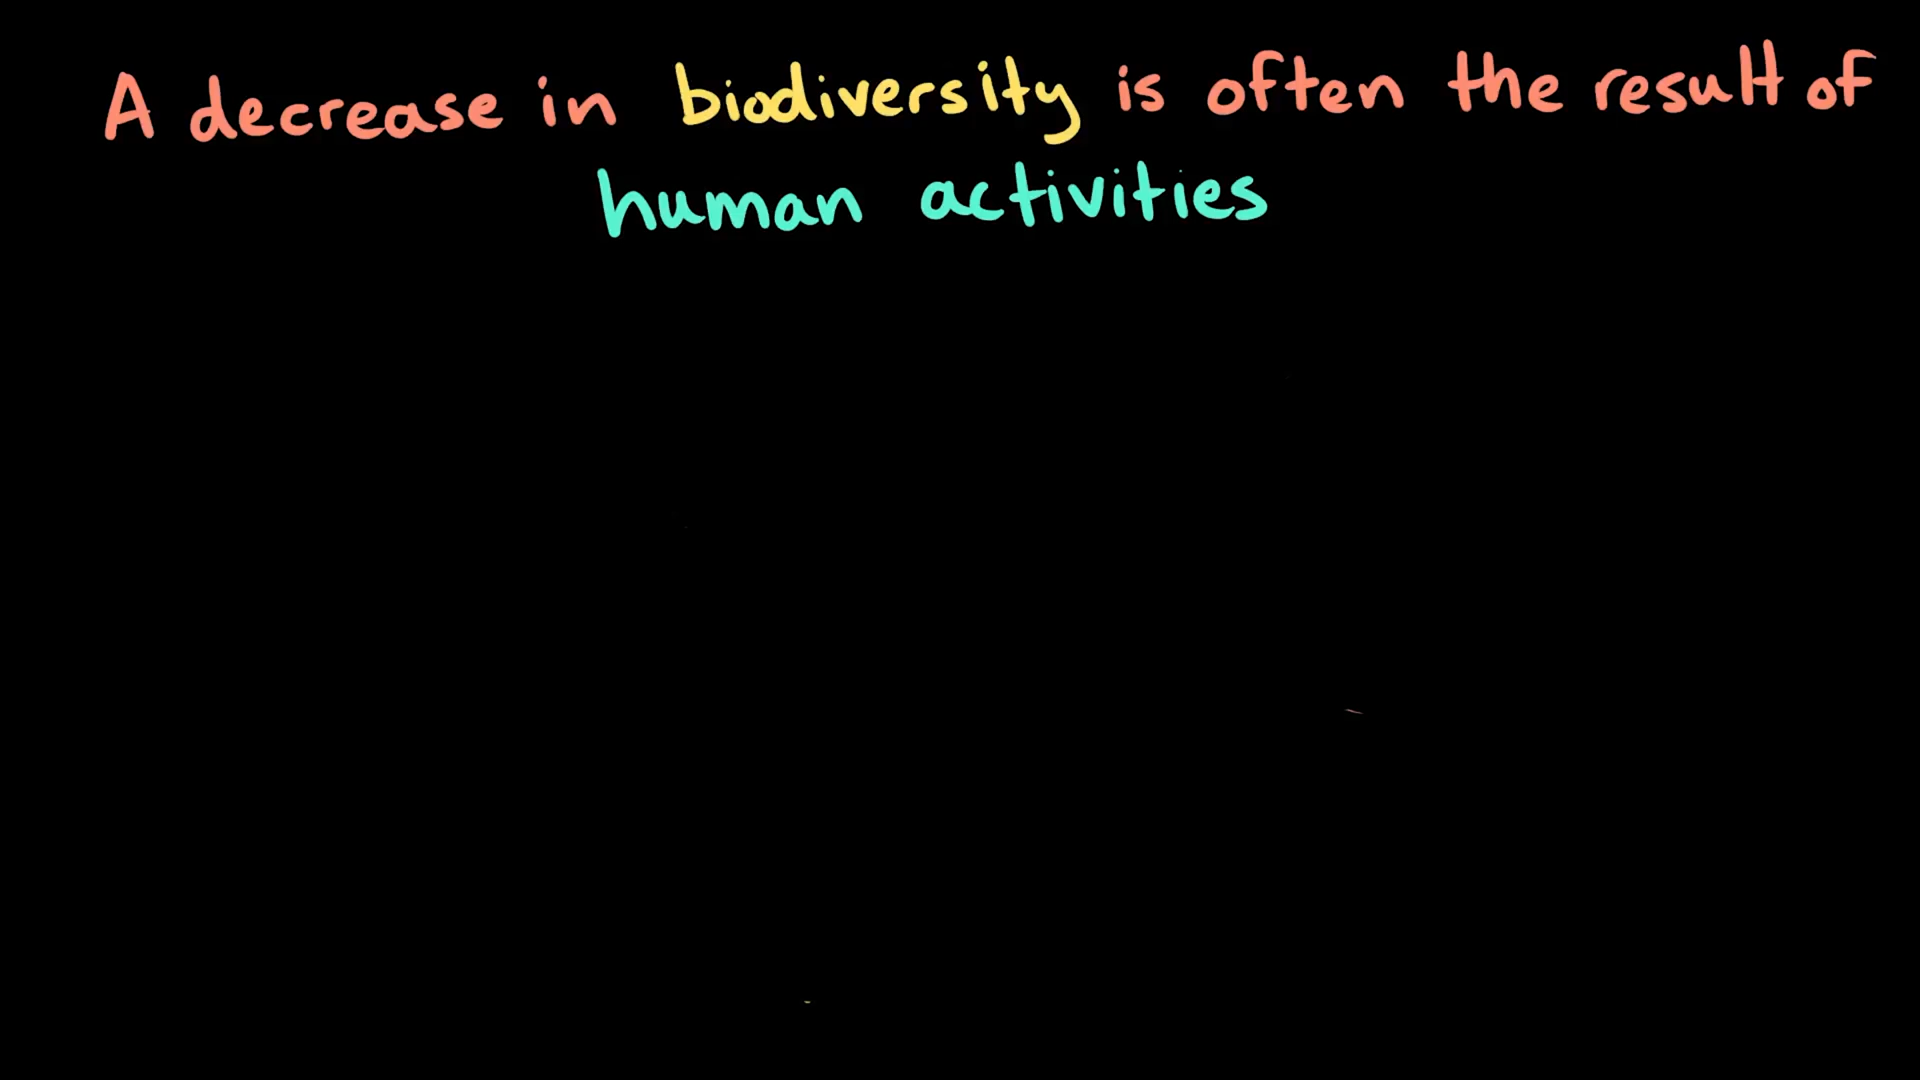 A decrease in biodiversity is often the result of
human activities